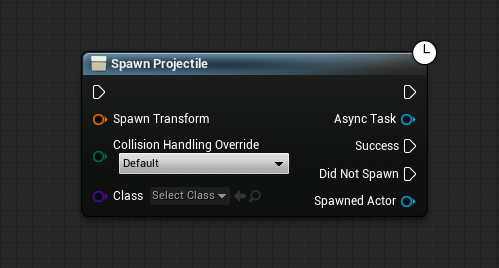 Spawn Projectile
Spawn Transform
Async Task
Collision Handling Override
Success
Default
Did Not Spawn
Class Select Class
Spawned Actor